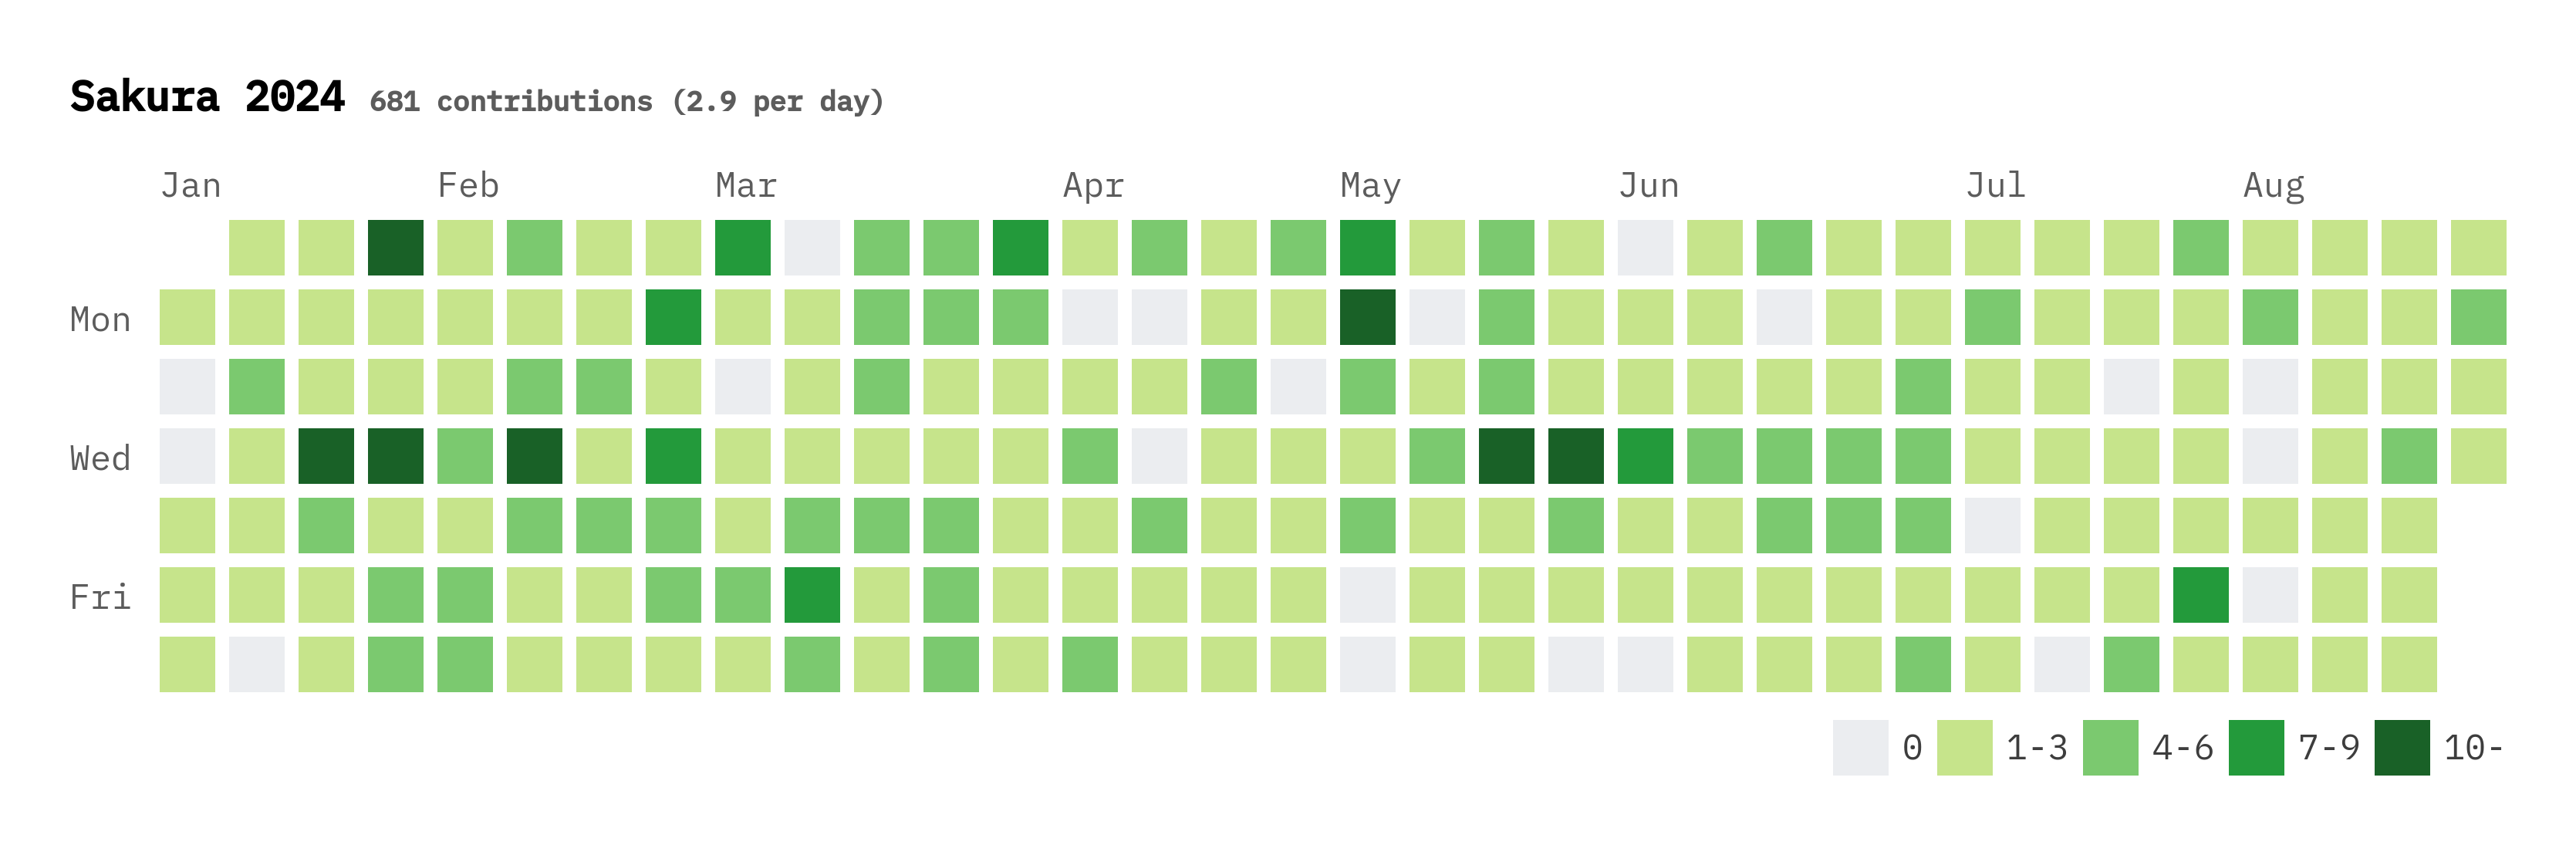 Sakura 2024 681 contributions (2.9 per day)
Jan Feb Mar Apr May Jun Jul Aug
Mon
Wed
Fri
0 1-3 4-6 7-9 10-